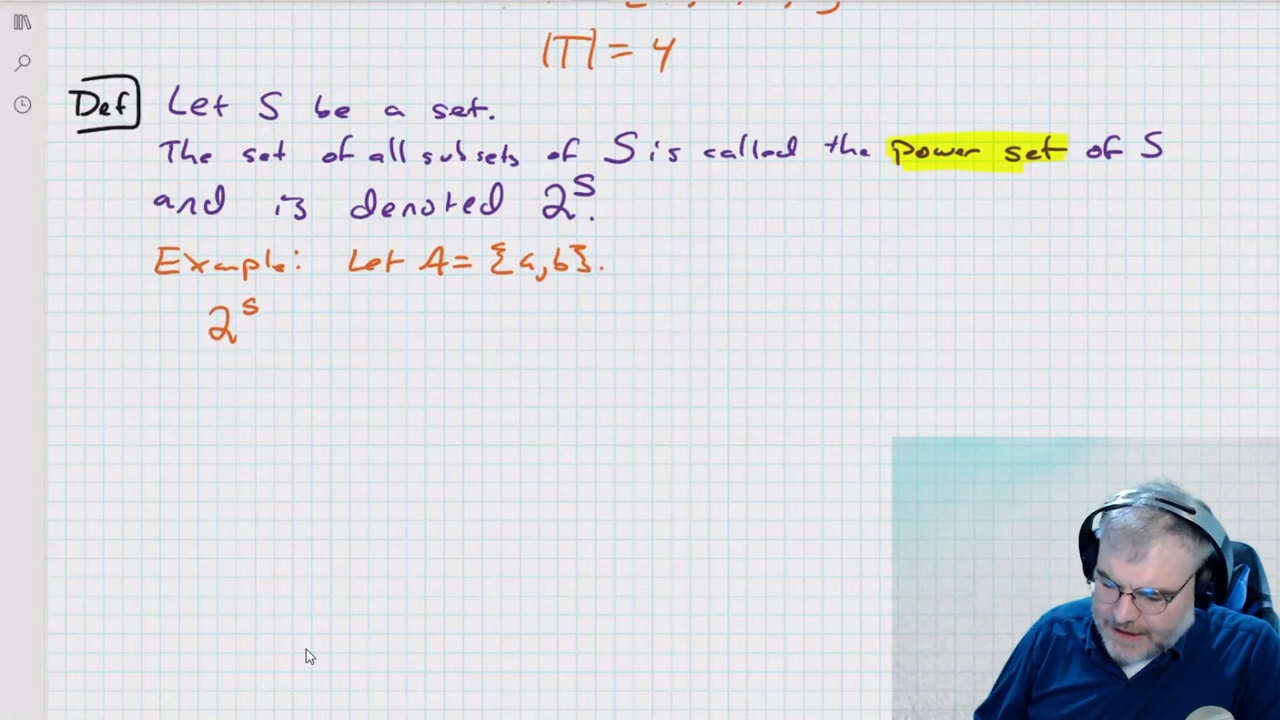 |T| = 4
Def Let S be a set.
The set of all subsets of S is called the power set of S
and is denoted 2^S.
Example: Let A = {a,b}.
2^S